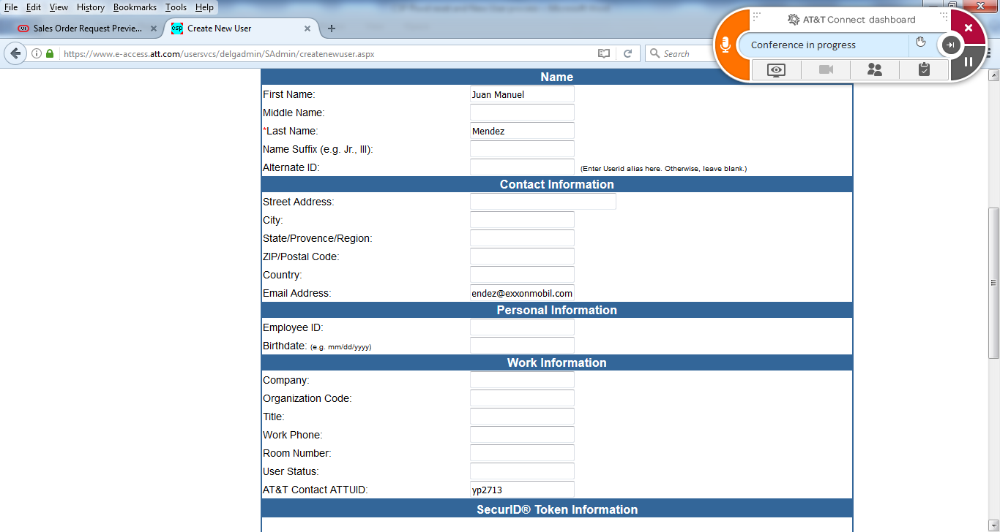 File Edit View History Bookmarks Tools Help
Sales Order Request Previe... × csp Create New User × +
https://www.e-access.att.com/usersvcs/delgadmin/SAdmin/createnewuser.aspx Search
AT&T Connect dashboard
Conference in progress
Name
First Name: Juan Manuel
Middle Name:
*Last Name: Mendez
Name Suffix (e.g. Jr., III):
Alternate ID: (Enter Userid alias here. Otherwise, leave blank.)
Contact Information
Street Address:
City:
State/Provence/Region:
ZIP/Postal Code:
Country:
Email Address: endez@exxonmobil.com
Personal Information
Employee ID:
Birthdate: (e.g. mm/dd/yyyy)
Work Information
Company:
Organization Code:
Title:
Work Phone:
Room Number:
User Status:
AT&T Contact ATTUID: yp2713
SecurID® Token Information